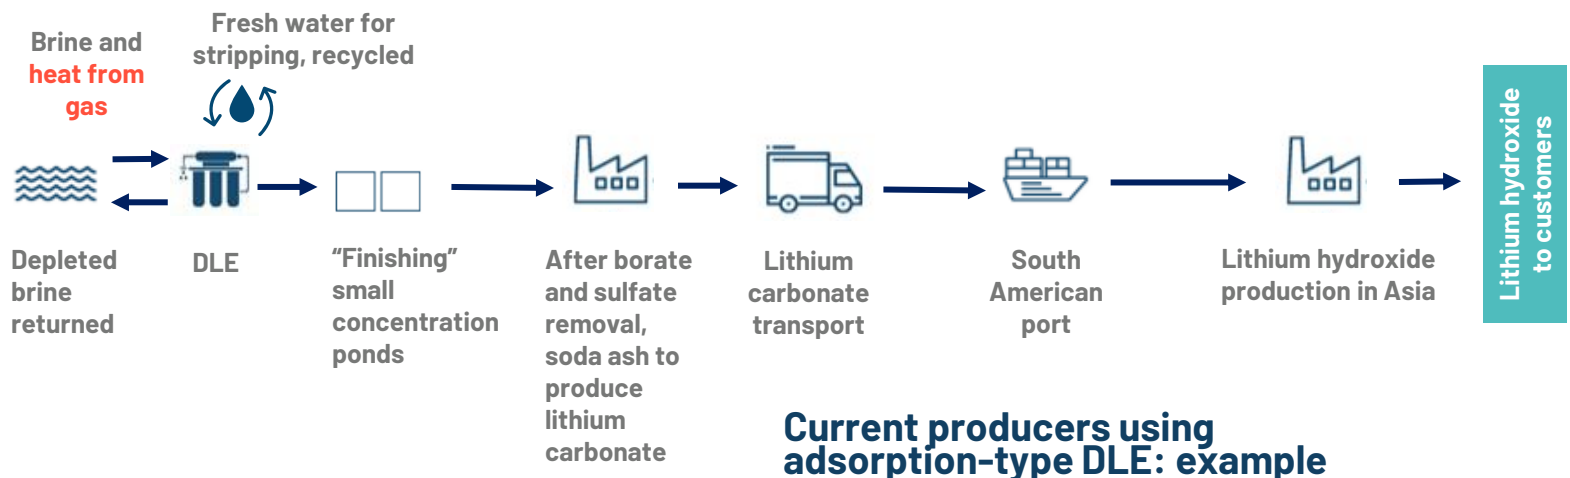 Brine and
heat from
gas
Fresh water for
stripping, recycled
Depleted
brine
returned
DLE
“Finishing”
small
concentration
ponds
After borate
and sulfate
removal,
soda ash to
produce
lithium
carbonate
Lithium
carbonate
transport
South
American
port
Lithium hydroxide
production in Asia
Lithium hydroxide
to customers
Current producers using
adsorption-type DLE: example